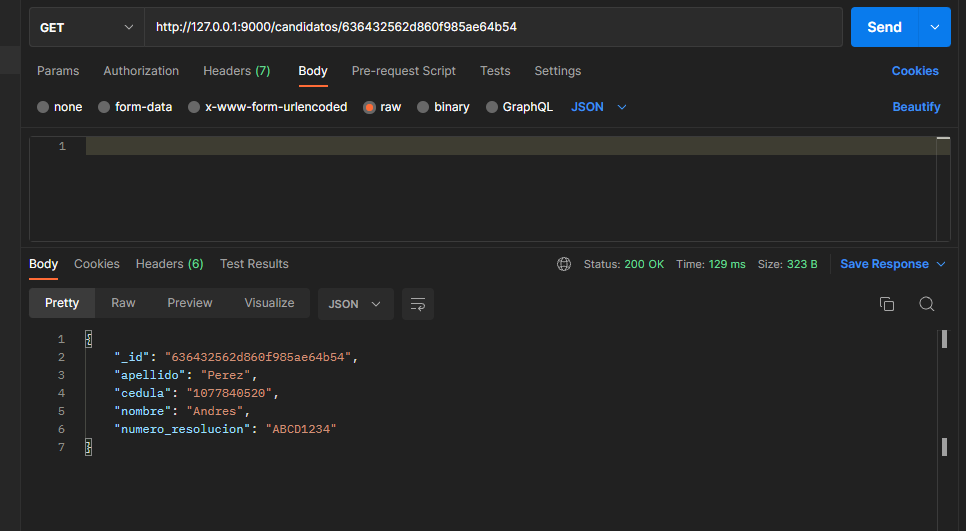 GET http://127.0.0.1:9000/candidatos/636432562d860f985ae64b54 Send
Params Authorization Headers (7) Body Pre-request Script Tests Settings Cookies
none form-data x-www-form-urlencoded raw binary GraphQL JSON Beautify
1
Body Cookies Headers (6) Test Results Status: 200 OK Time: 129 ms Size: 323 B Save Response
Pretty Raw Preview Visualize JSON
1 {
2 "_id": "636432562d860f985ae64b54",
3 "apellido": "Perez",
4 "cedula": "1077840520",
5 "nombre": "Andres",
6 "numero_resolucion": "ABCD1234"
7 }